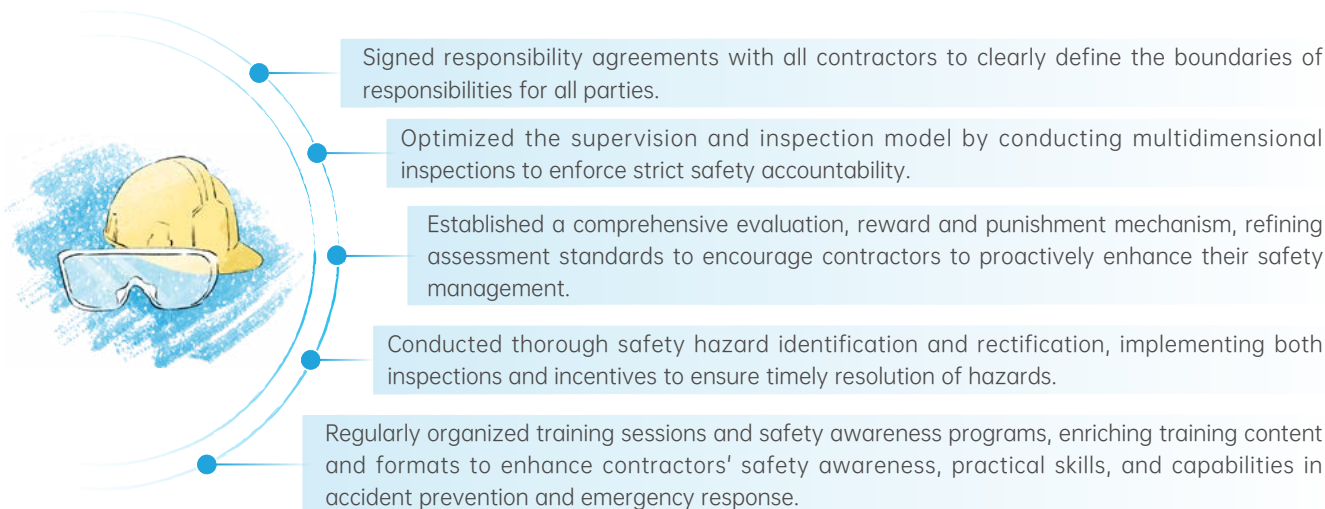 Signed responsibility agreements with all contractors to clearly define the boundaries of
responsibilities for all parties.
Optimized the supervision and inspection model by conducting multidimensional
inspections to enforce strict safety accountability.
Established a comprehensive evaluation, reward and punishment mechanism, refining
assessment standards to encourage contractors to proactively enhance their safety
management.
Conducted thorough safety hazard identification and rectification, implementing both
inspections and incentives to ensure timely resolution of hazards.
Regularly organized training sessions and safety awareness programs, enriching training content
and formats to enhance contractors' safety awareness, practical skills, and capabilities in
accident prevention and emergency response.